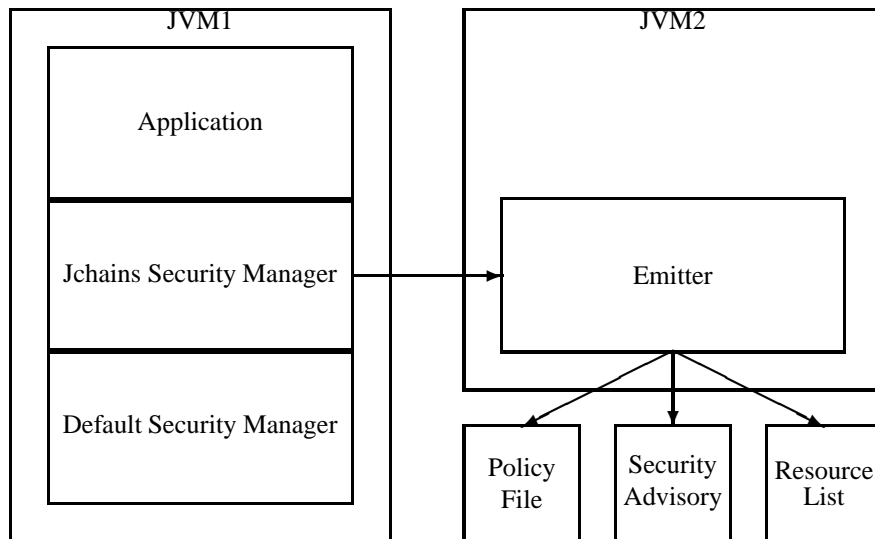 JVM1
Application
Jchains Security Manager
Default Security Manager
JVM2
Emitter
Policy
File
Security
Advisory
Resource
List